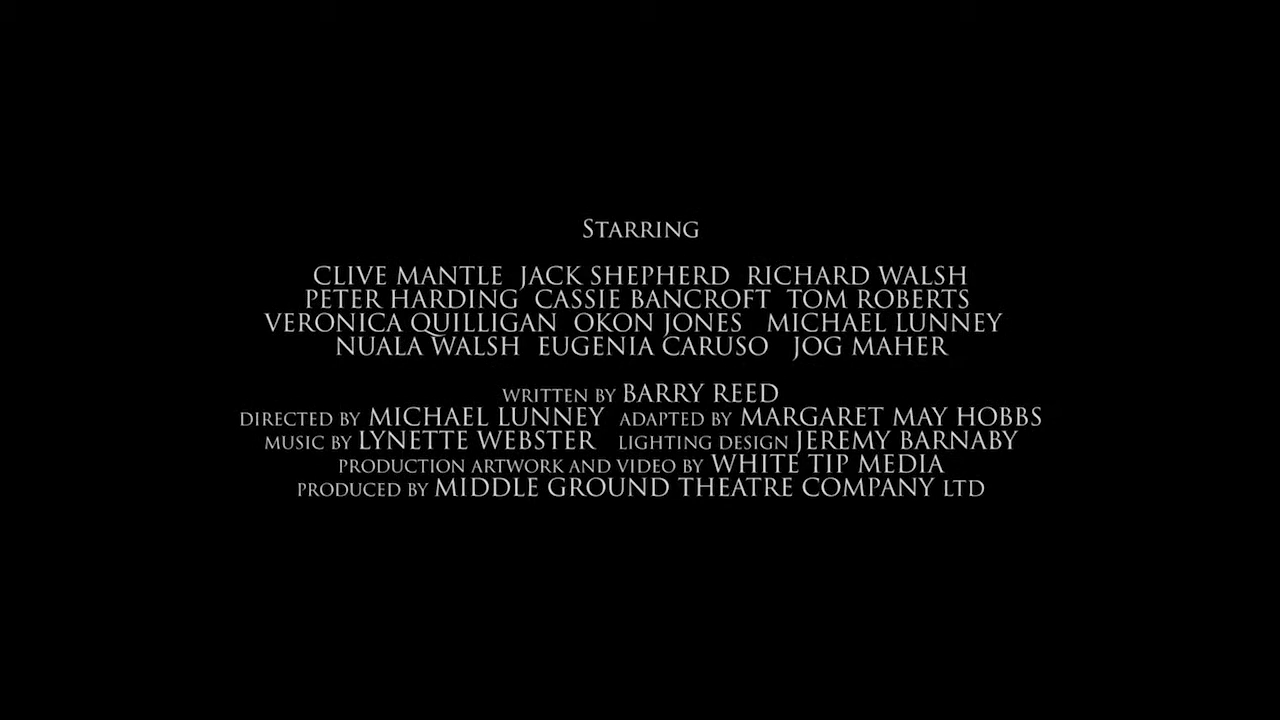 STARRING
CLIVE MANTLE JACK SHEPHERD RICHARD WALSH
PETER HARDING CASSIE BANCROFT TOM ROBERTS
VERONICA QUILLIGAN OKON JONES MICHAEL LUNNEY
NUALA WALSH EUGENIA CARUSO JOG MAHER
WRITTEN BY BARRY REED
DIRECTED BY MICHAEL LUNNEY ADAPTED BY MARGARET MAY HOBBS
MUSIC BY LYNETTE WEBSTER LIGHTING DESIGN JEREMY BARNABY
PRODUCTION ARTWORK AND VIDEO BY WHITE TIP MEDIA
PRODUCED BY MIDDLE GROUND THEATRE COMPANY LTD